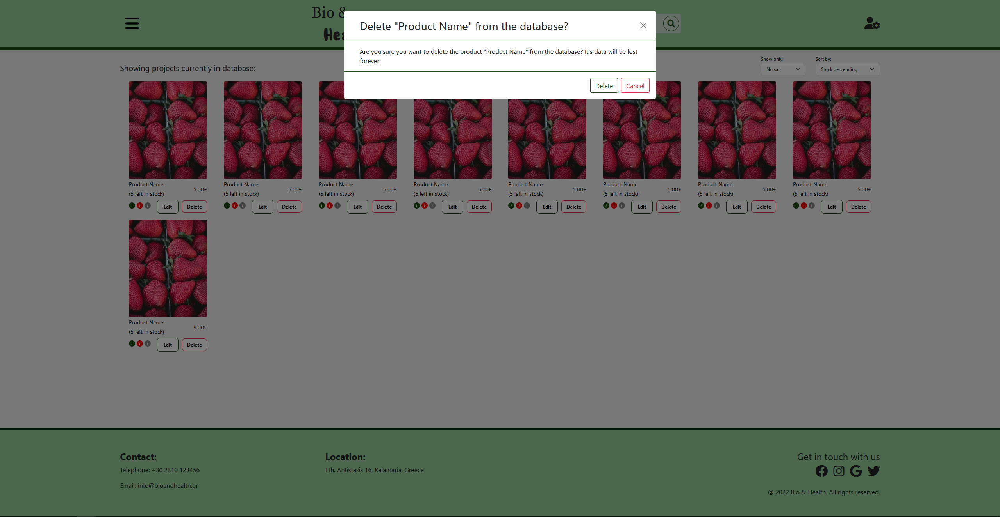 Bio &
Hea
Delete "Product Name" from the database?
Are you sure you want to delete the product "Prodect Name" from the database? It's data will be lost
forever.
Delete Cancel
Showing projects currently in database:
Show only: Sort by:
No salt Stock descending
Product Name Product Name Product Name Product Name Product Name Product Name Product Name Product Name
5.00€ 5.00€ 5.00€ 5.00€ 5.00€ 5.00€ 5.00€ 5.00€
(5 left in stock) (5 left in stock) (5 left in stock) (5 left in stock) (5 left in stock) (5 left in stock) (5 left in stock) (5 left in stock)
i i i Edit Delete i i i Edit Delete i i i Edit Delete i i i Edit Delete i i i Edit Delete i i i Edit Delete i i i Edit Delete i i i Edit Delete
Product Name
5.00€
(5 left in stock)
i i i Edit Delete
Contact:
Telephone: +30 2310 123456
Email: info@bioandhealth.gr
Location:
Eth. Antistasis 16, Kalamaria, Greece
Get in touch with us
@ 2022 Bio & Health. All rights reserved.